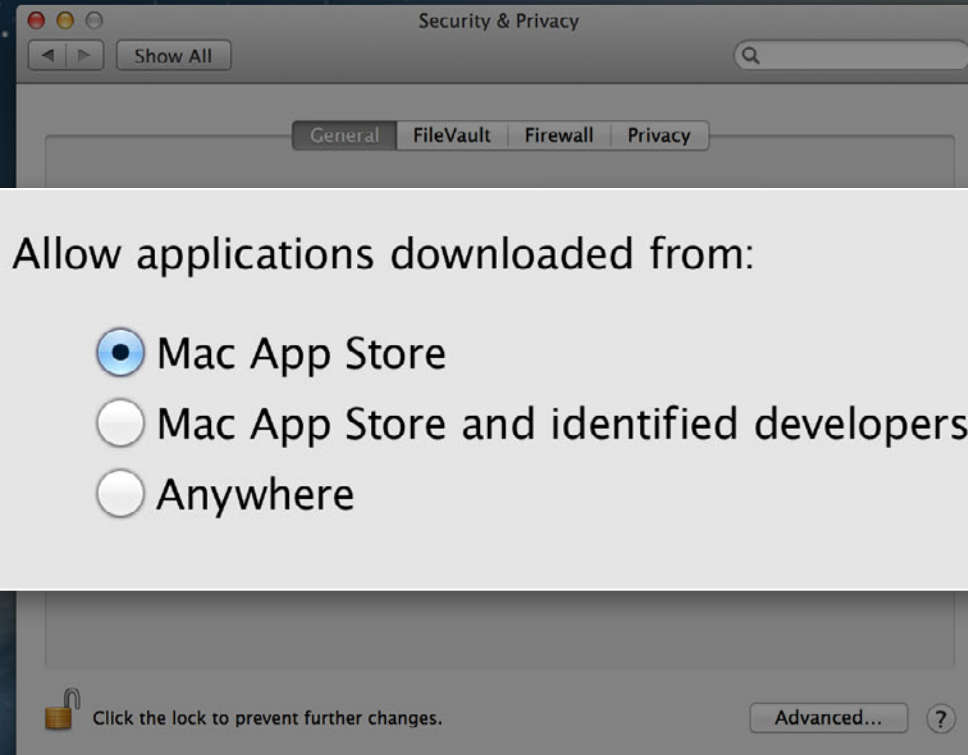 Security & Privacy
Show All
General FileVault Firewall Privacy
Allow applications downloaded from:
Mac App Store
Mac App Store and identified developers
Anywhere
Click the lock to prevent further changes.
Advanced... ?